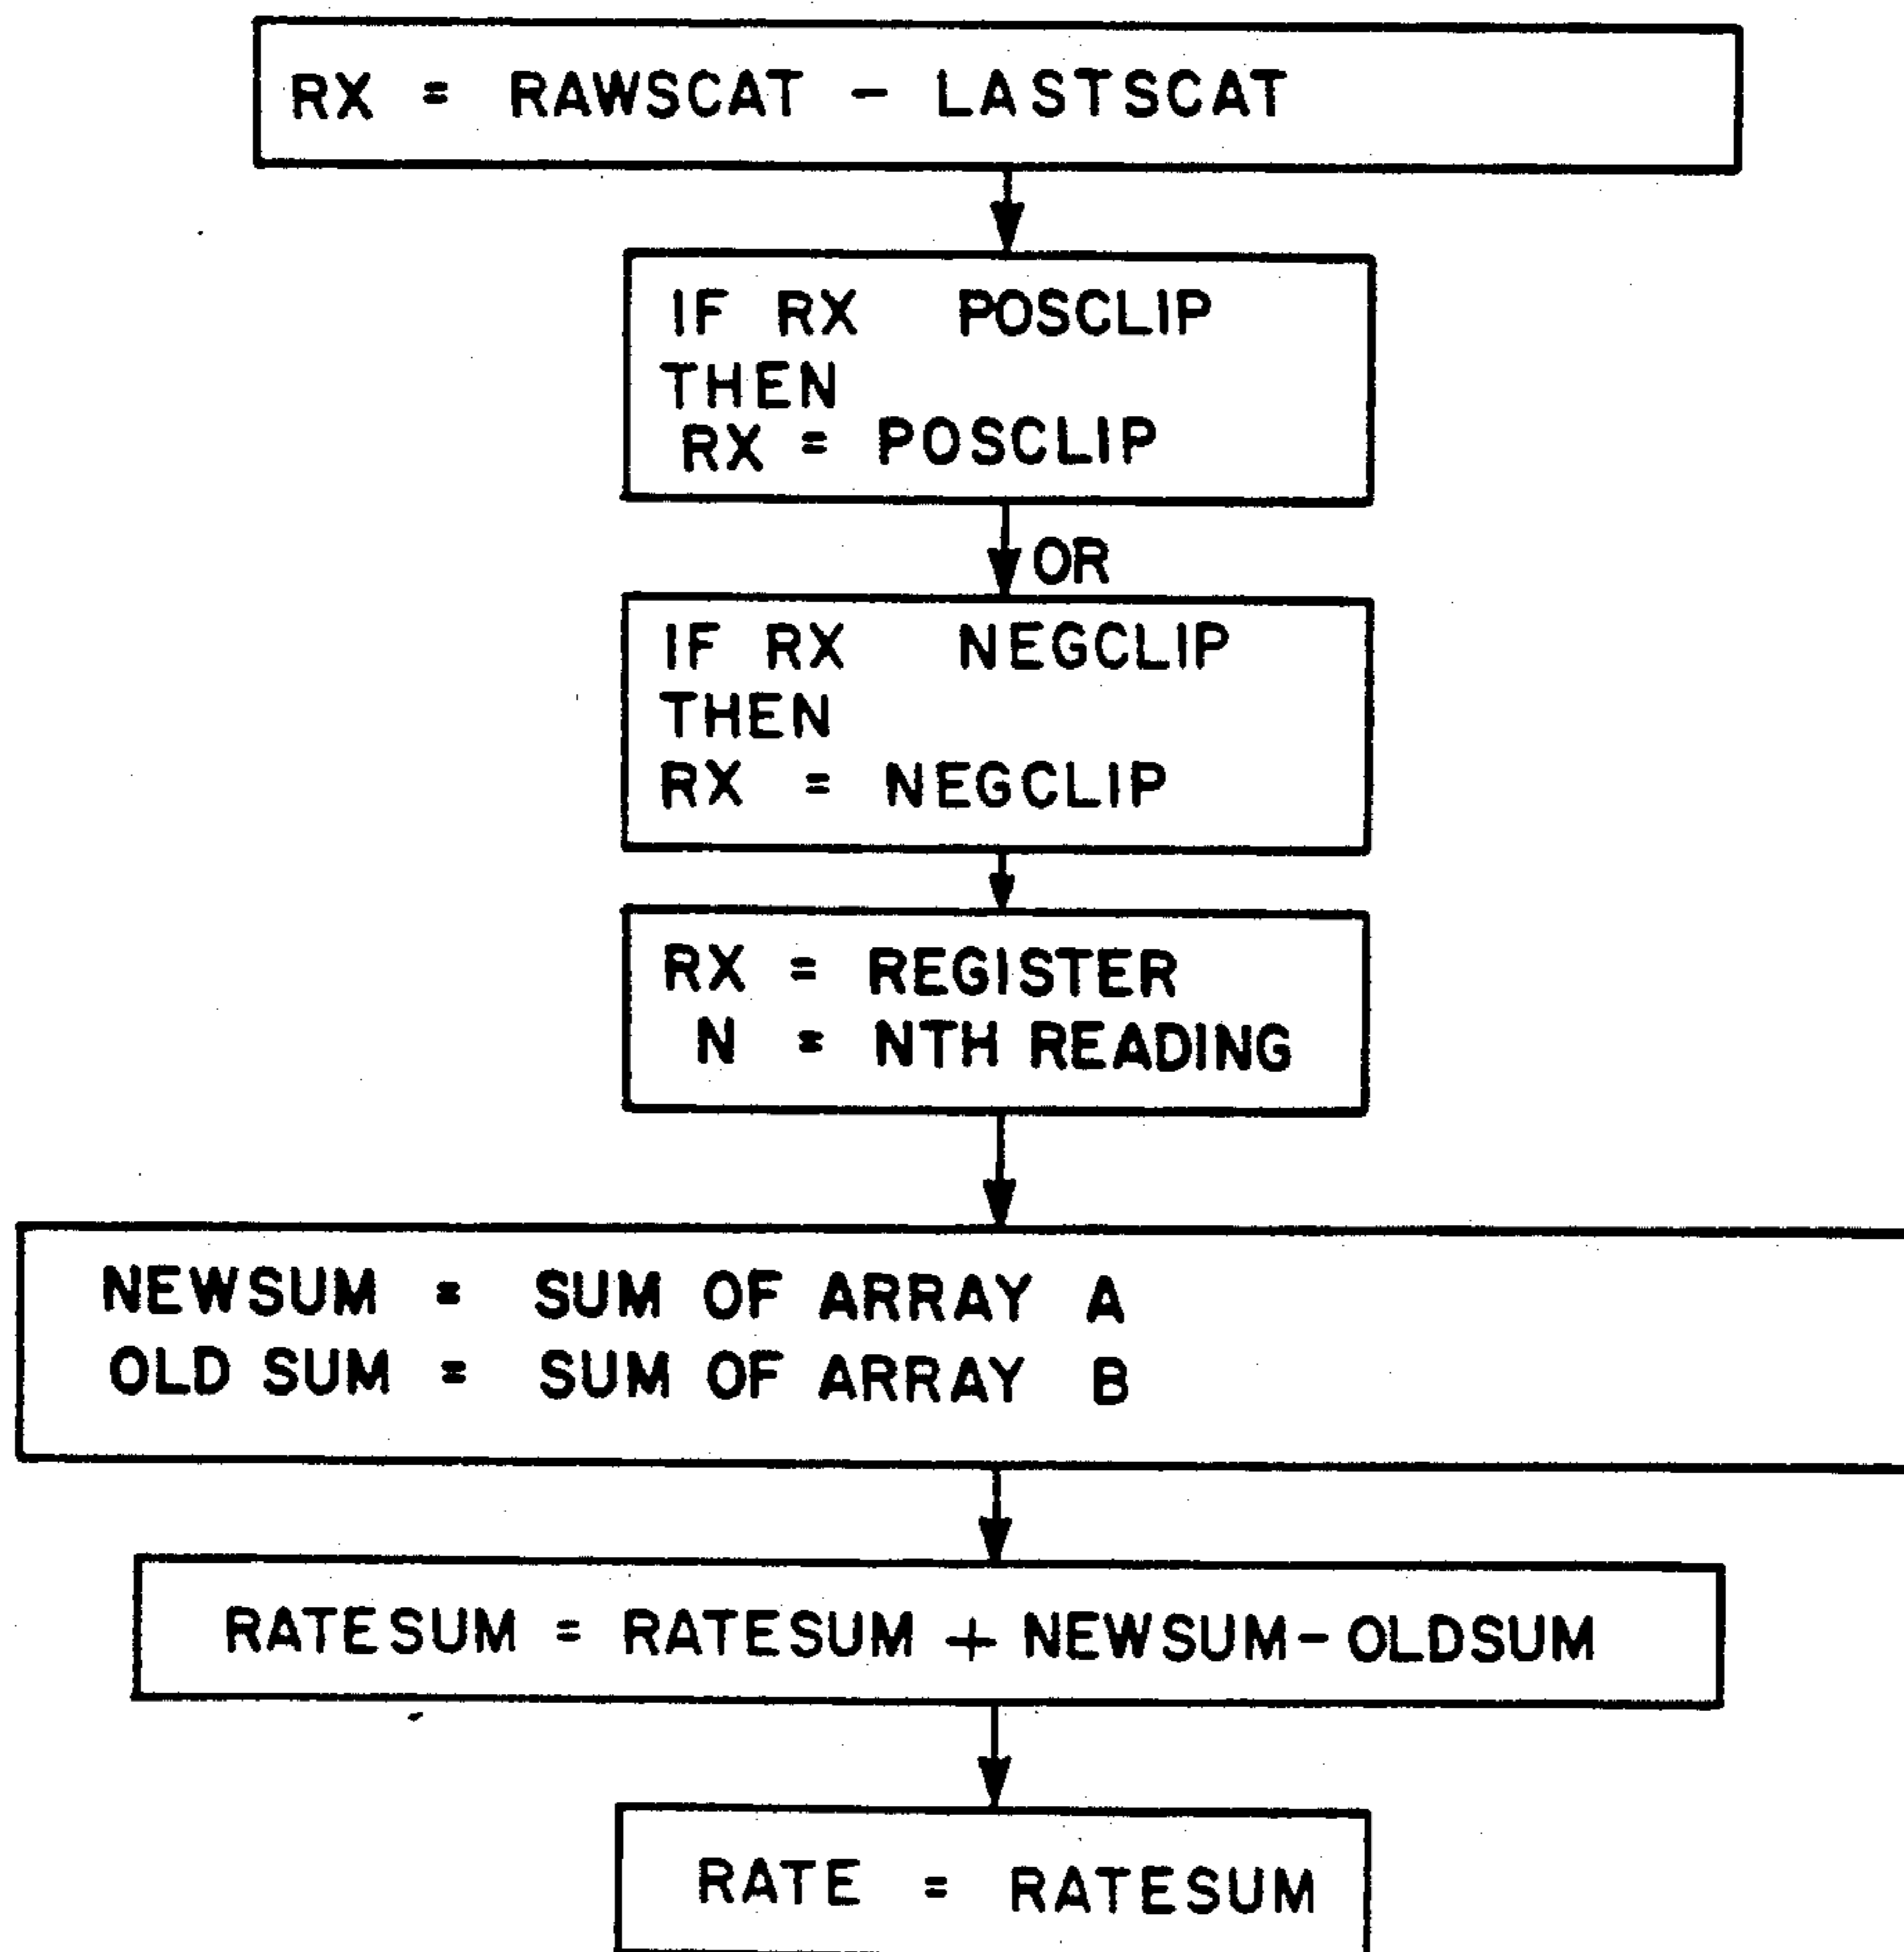 RX = RAWSCAT - LASTSCAT
IF RX POSCLIP
THEN
RX = POSCLIP
OR
IF RX NEGCLIP
THEN
RX = NEGCLIP
RX = REGISTER
N = NTH READING
NEWSUM = SUM OF ARRAY A
OLD SUM = SUM OF ARRAY B
RATESUM = RATESUM + NEWSUM-OLDSUM
RATE = RATESUM